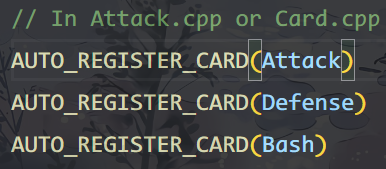 // In Attack.cpp or Card.cpp
AUTO_REGISTER_CARD(Attack)
AUTO_REGISTER_CARD(Defense)
AUTO_REGISTER_CARD(Bash)